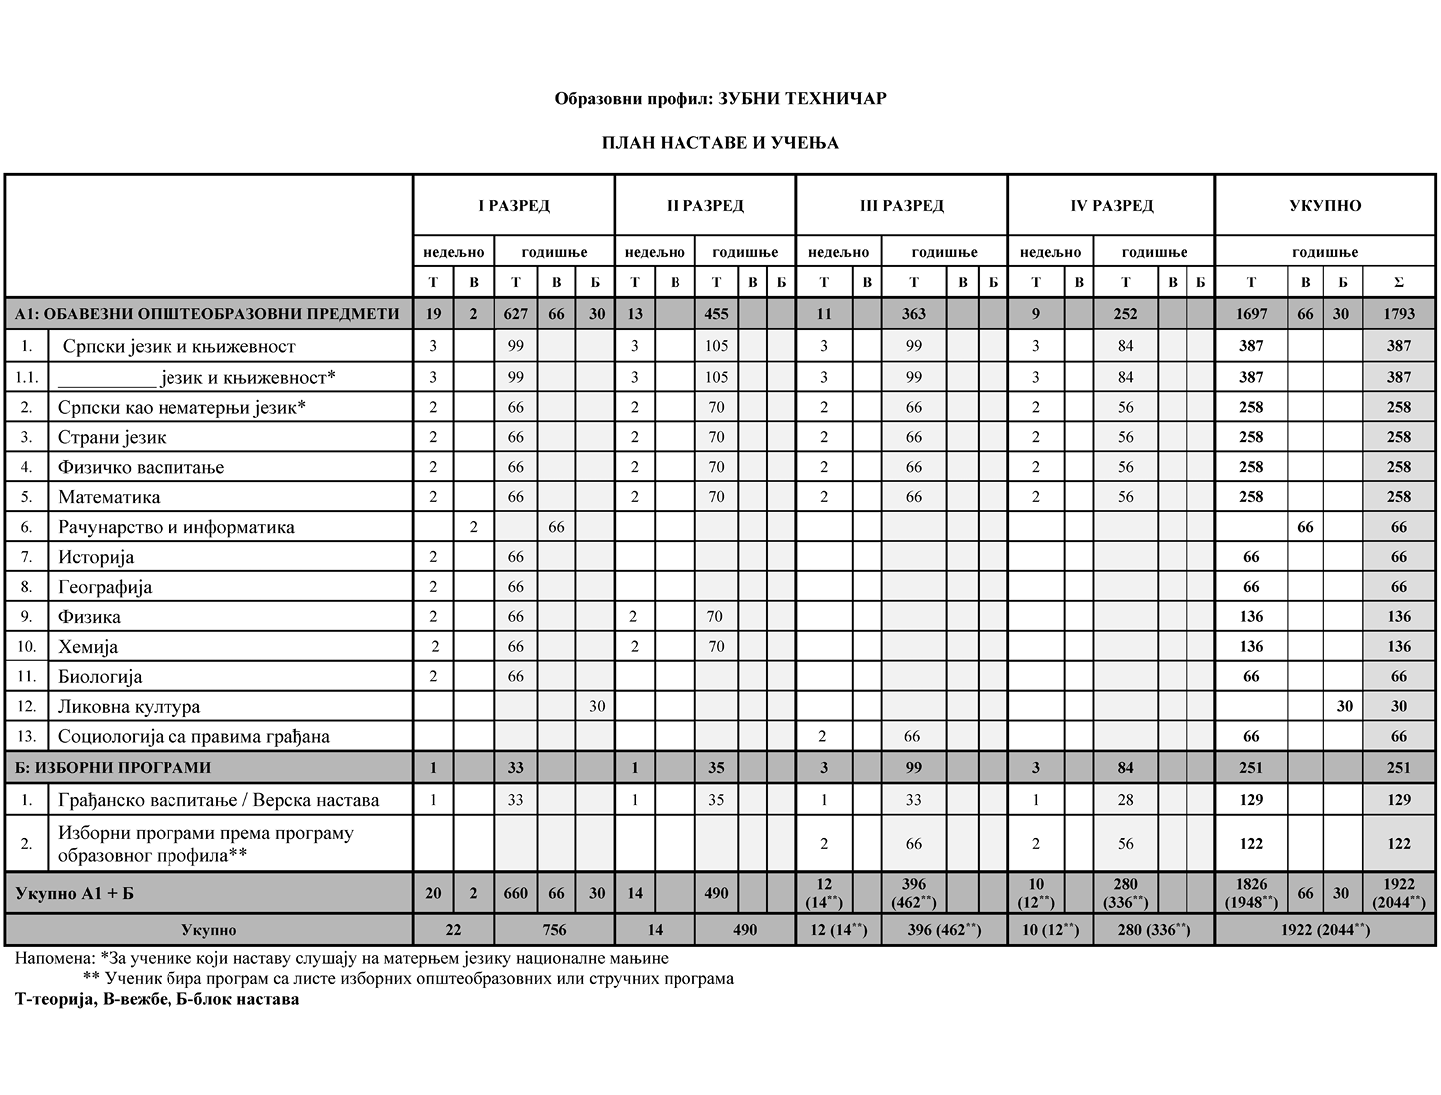 Образовни профил: ЗУБНИ ТЕХНИЧАР
ПЛАН НАСТАВЕ И УЧЕЊА
I РАЗРЕД II РАЗРЕД III РАЗРЕД IV РАЗРЕД УКУПНО
недељно годишње недељно годишње недељно годишње недељно годишње годишње
Т В Т В Б Т В Т В Б Т В Т В Б Т В Т В Б Т В Б Σ
А1: ОБАВЕЗНИ ОПШТЕОБРАЗОВНИ ПРЕДМЕТИ 19 2 627 66 30 13 455 11 363 9 252 1697 66 30 1793
1. Српски језик и књижевност 3 99 3 105 3 99 3 84 387 387
1.1. ___________ језик и књижевност* 3 99 3 105 3 99 3 84 387 387
2. Српски као нематерњи језик* 2 66 2 70 2 66 2 56 258 258
3. Страни језик 2 66 2 70 2 66 2 56 258 258
4. Физичко васпитање 2 66 2 70 2 66 2 56 258 258
5. Математика 2 66 2 70 2 66 2 56 258 258
6. Рачунарство и информатика 2 66 66 66
7. Историја 2 66 66 66
8. Географија 2 66 66 66
9. Физика 2 66 2 70 136 136
10. Хемија 2 66 2 70 136 136
11. Биологија 2 66 66 66
12. Ликовна култура 30 30 30
13. Социологија са правима грађана 2 66 66 66
Б: ИЗБОРНИ ПРОГРАМИ 1 33 1 35 3 99 3 84 251 251
1. Грађанско васпитање / Верска настава 1 33 1 35 1 33 1 28 129 129
2. Изборни програми према програму
образовног профила** 2 66 2 56 122 122
Укупно А1 + Б 20 2 660 66 30 14 490 12 (14**) 396 (462**) 10 (12**) 280 (336**) 1826 (1948**) 66 30 1922 (2044**)
Укупно 22 756 14 490 12 (14**) 396 (462**) 10 (12**) 280 (336**) 1922 (2044**)
Напомена: *За ученике који наставу слушају на матерњем језику националне мањине
** Ученик бира програм са листе изборних општеобразовних или стручних програма
Т-теорија, В-вежбе, Б-блок настава